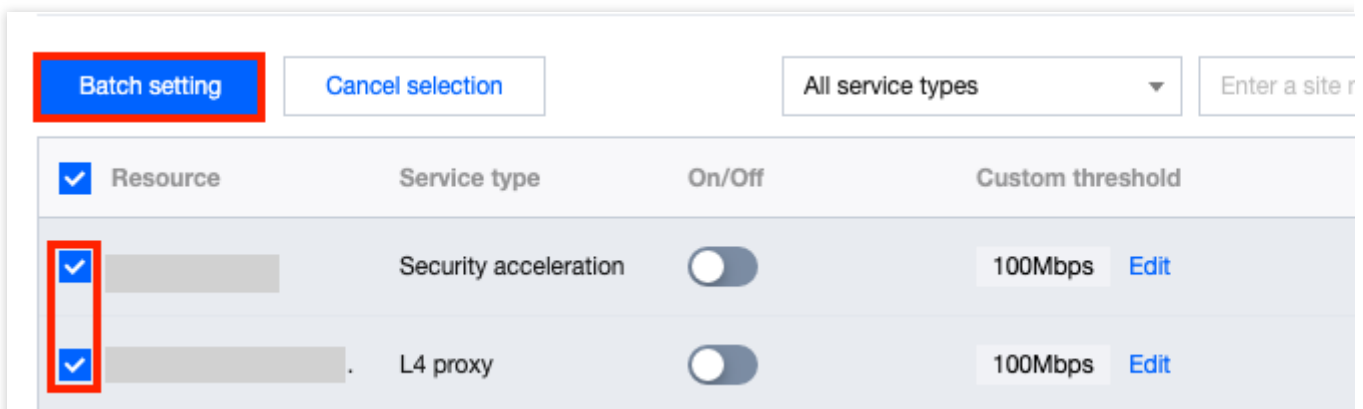 Batch setting Cancel selection All service types Enter a site
Resource Service type On/Off Custom threshold
Security acceleration 100Mbps Edit
. L4 proxy 100Mbps Edit